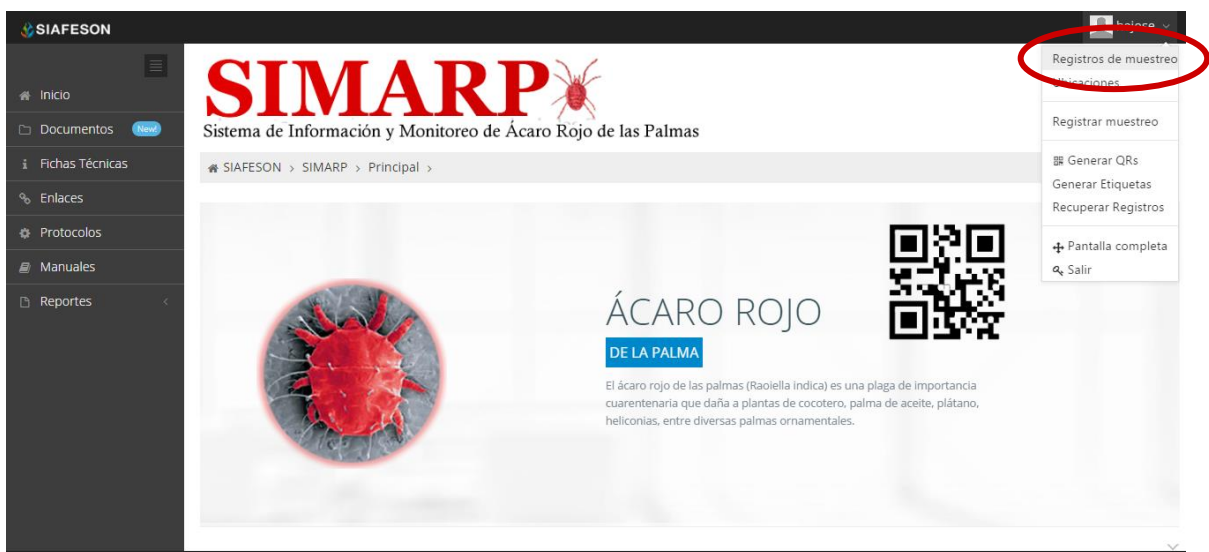 SIAFESON
hajose
Registros de muestreo
Ubicaciones
Registrar muestreo
Generar QRs
Generar Etiquetas
Recuperar Registros
Pantalla completa
Salir
Inicio
Documentos New!
Fichas Técnicas
Enlaces
Protocolos
Manuales
Reportes
SIMARP
Sistema de Información y Monitoreo de Ácaro Rojo de las Palmas
SIAFESON > SIMARP > Principal >
ÁCARO ROJO
DE LA PALMA
El ácaro rojo de las palmas (Raoiella indica) es una plaga de importancia
cuarentenaria que daña a plantas de cocotero, palma de aceite, plátano,
heliconias, entre diversas palmas ornamentales.